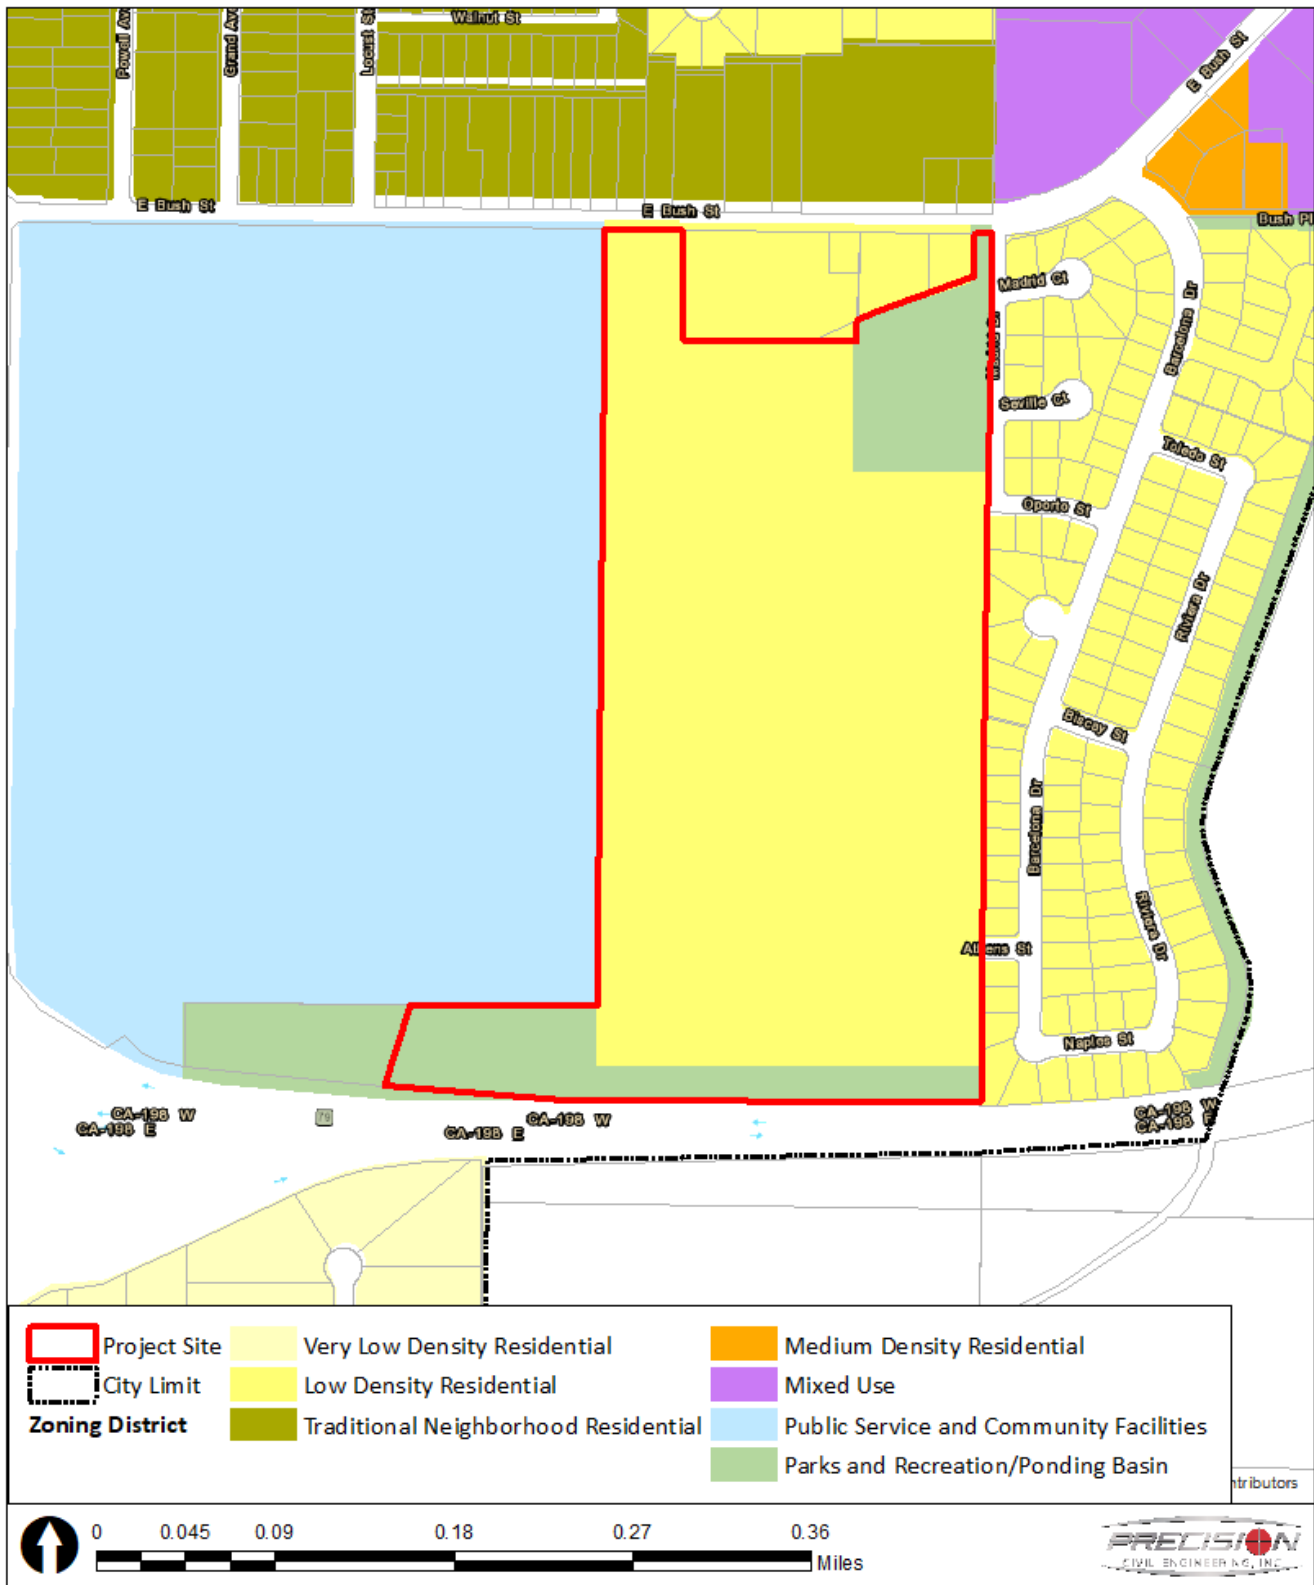 Walnut St
Powell Av
Grand Av
Locust St
E Bush St
E Bush St
E Bush St
Bush Pl
Madrid Ct
Barcelona Dr
Seville Ct
Toledo St
Oporto St
Riviera Dr
Biscay St
Barcelona Dr
Riviera Dr
Athens St
Naples St
CA-198 W
CA-198 E
79
CA-198 W
CA-198 E
CA-198 W
CA-198 E
Project Site
City Limit
Zoning District
Very Low Density Residential
Low Density Residential
Traditional Neighborhood Residential
Medium Density Residential
Mixed Use
Public Service and Community Facilities
Parks and Recreation/Ponding Basin
ntributors
0 0.045 0.09 0.18 0.27 0.36
Miles
PRECISION
CIVIL ENGINEERING, INC.